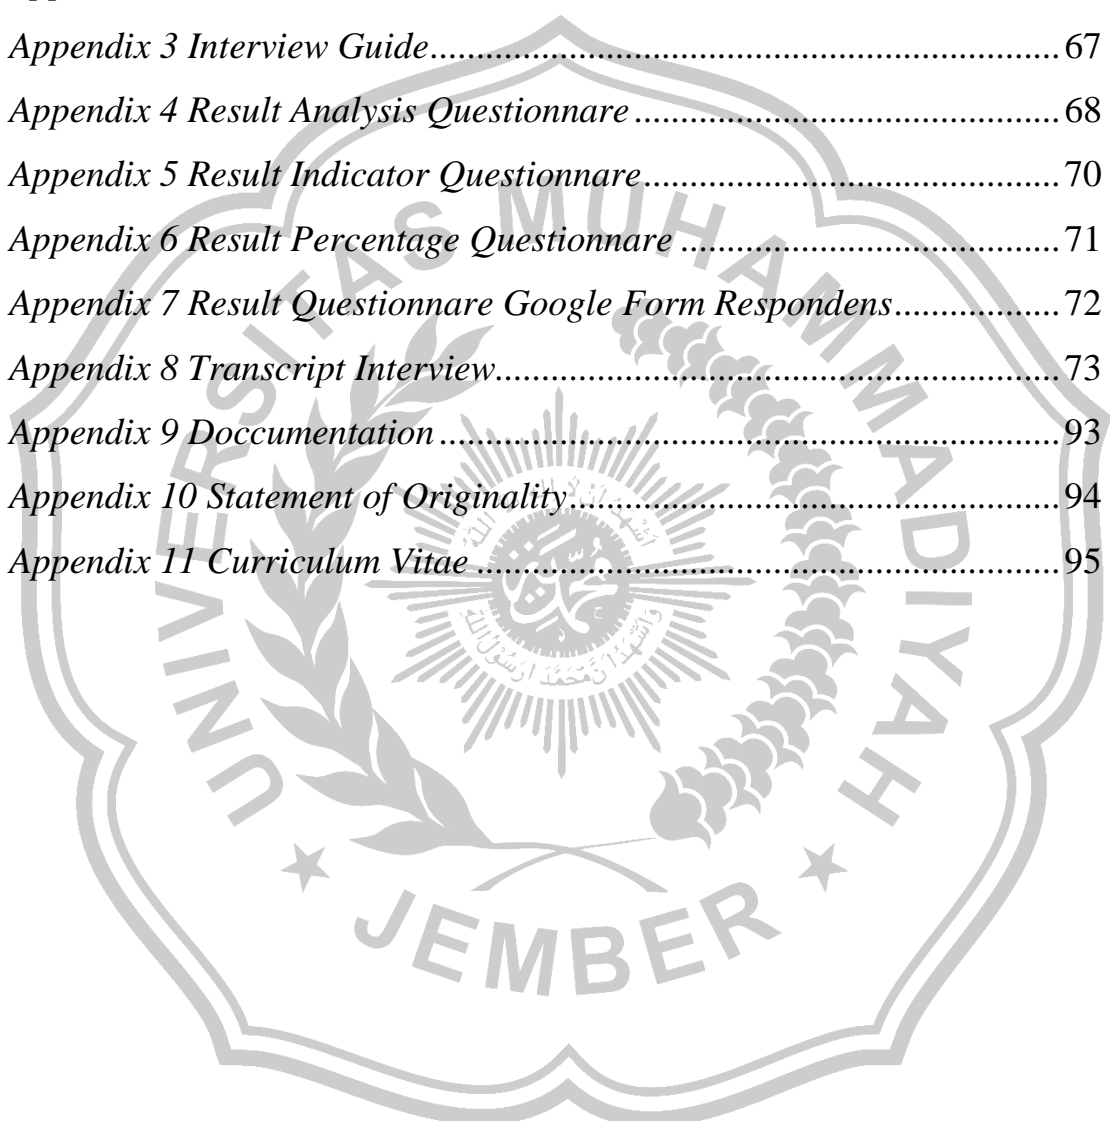 Appendix 3 Interview Guide.................................................................... 67
Appendix 4 Result Analysis Questionnare .............................................. 68
Appendix 5 Result Indicator Questionnare............................................. 70
Appendix 6 Result Percentage Questionnare ......................................... 71
Appendix 7 Result Questionnare Google Form Respondens.................. 72
Appendix 8 Transcript Interview............................................................. 73
Appendix 9 Doccumentation ................................................................... 93
Appendix 10 Statement of Originality..................................................... 94
Appendix 11 Curriculum Vitae ............................................................... 95
UNIVERSITAS MUHAMMADIYAH
JEMBER